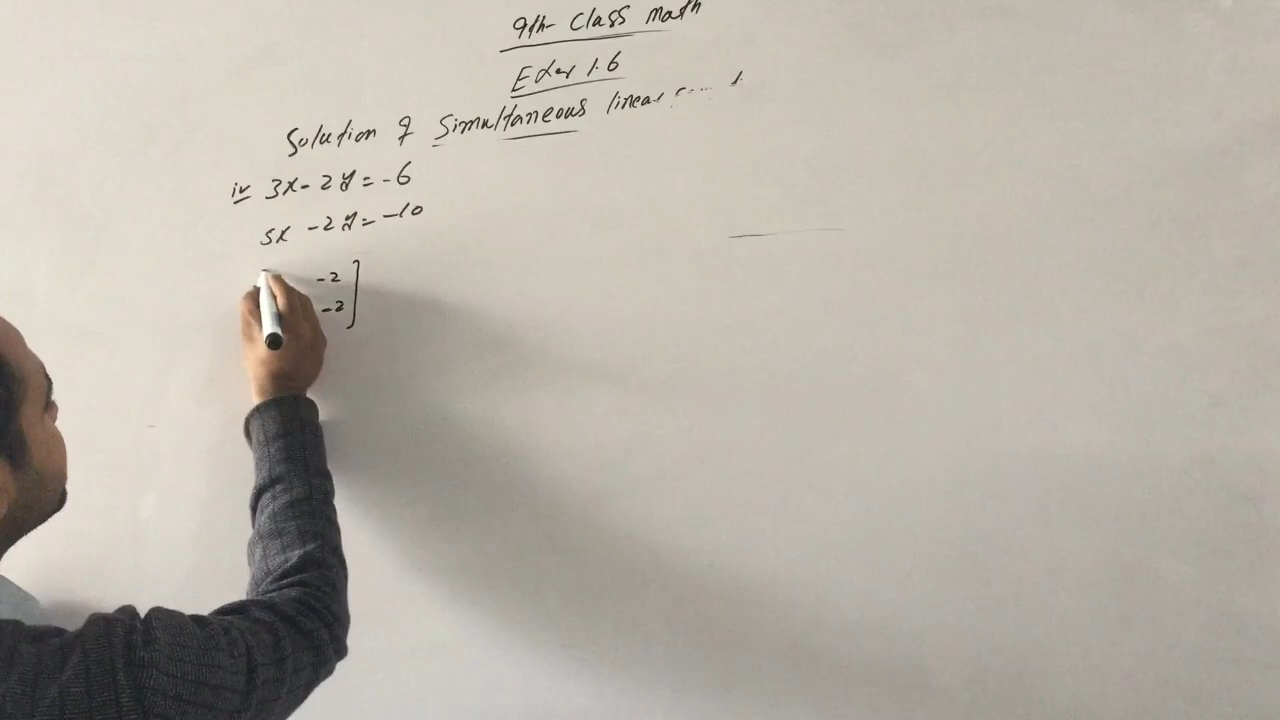 9th- Class Math
Exer 1.6
Solution of Simultaneous linear
iv 3x - 2y = -6
5x - 2y = -10
-2 ]
-2